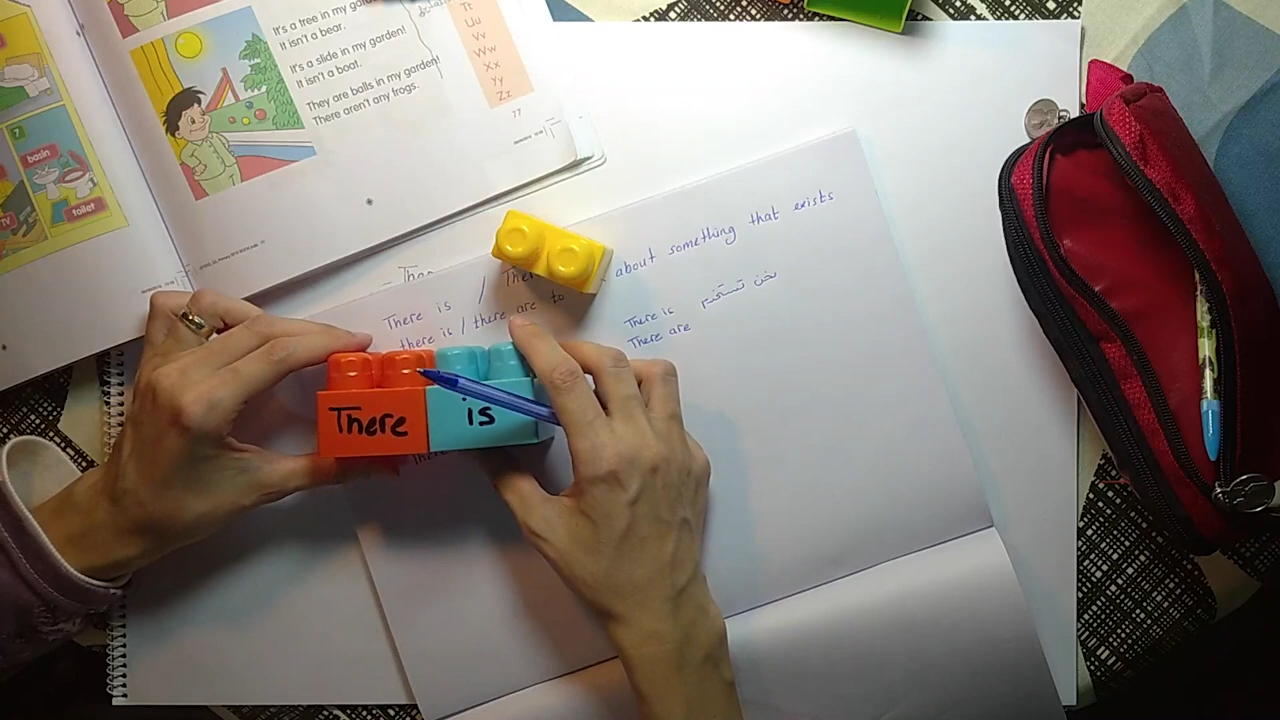 It's a tree in my
It isn't a bear.
It's a slide in my garden!
It isn't a boat.
They are balls in my garden!
There aren't any frogs.
Tt
Uu
Vv
Ww
Xx
Yy
Zz
77
7
basin
TV
toilet
There is / about something that exists
there is / there are to
There is نحن نستخدم
There are
There is